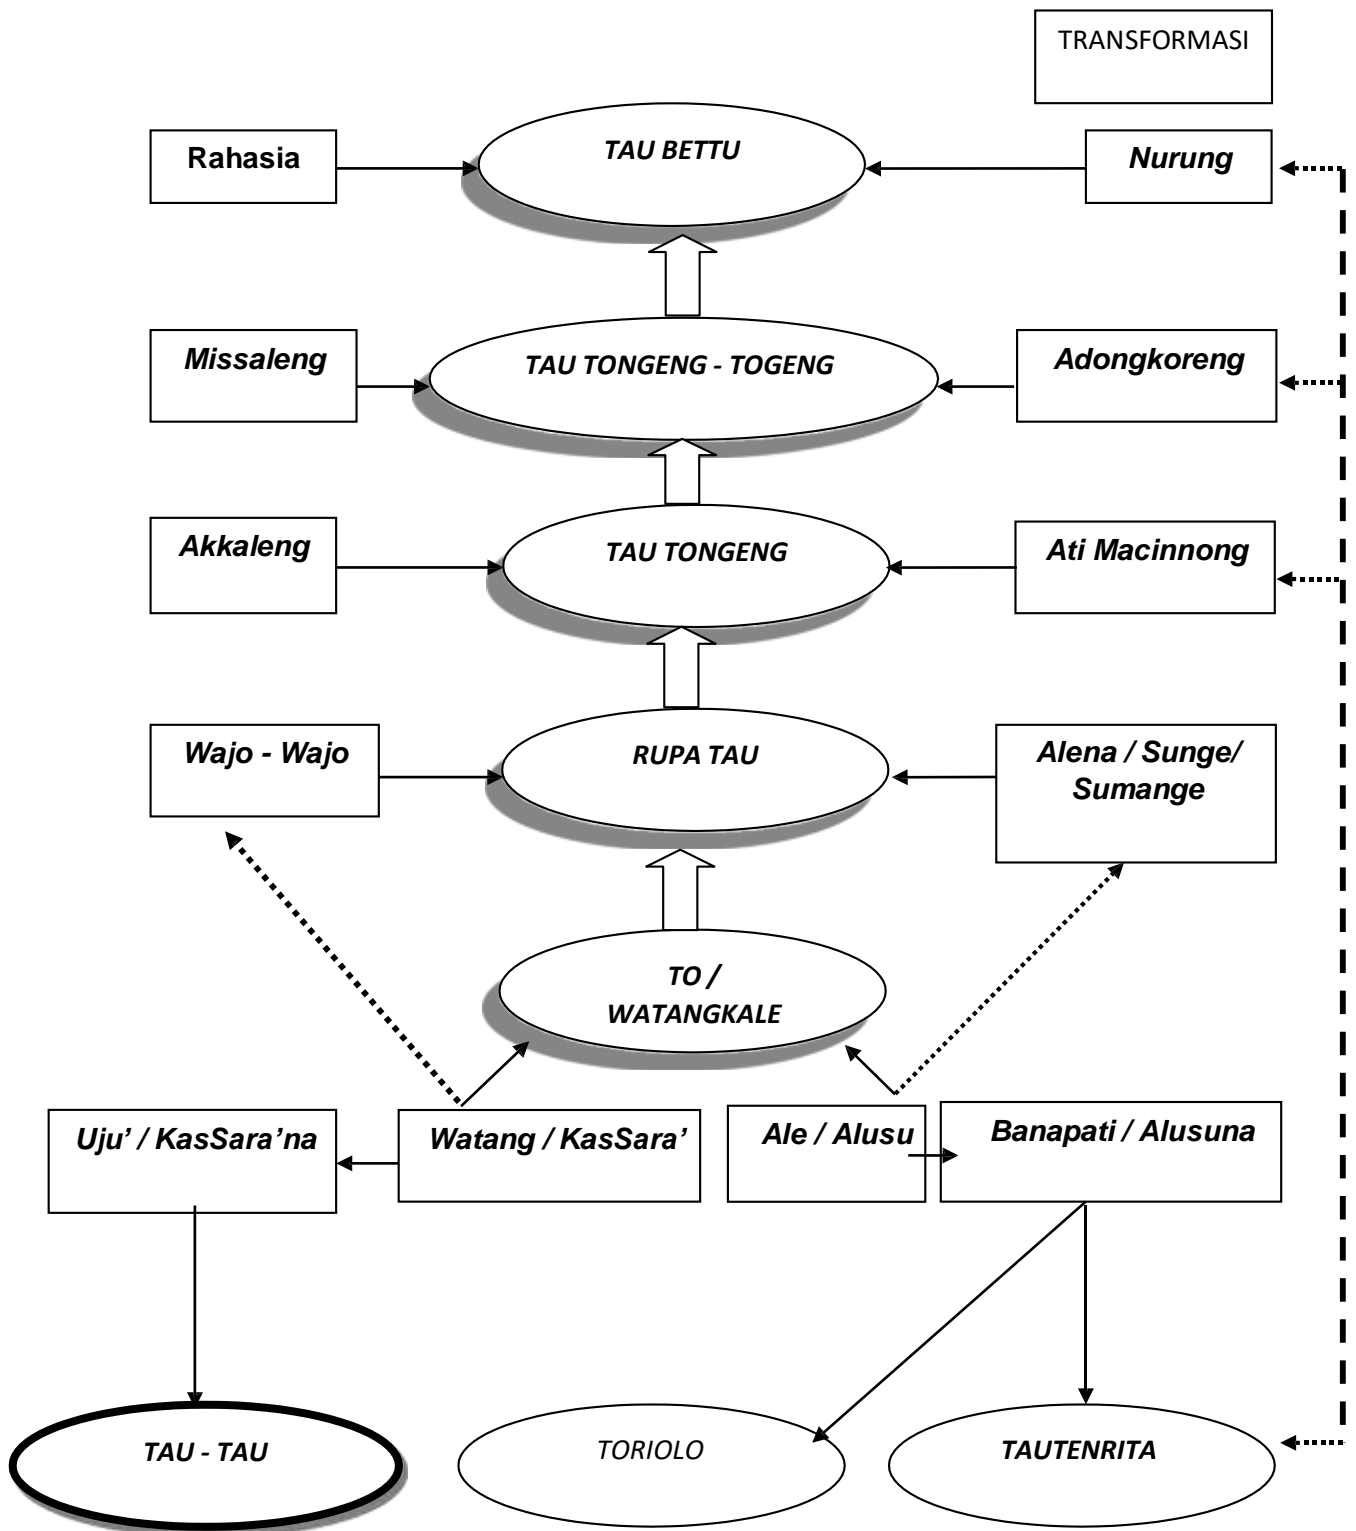 TRANSFORMASI
Rahasia
TAU BETTU
Nurung
Missaleng
TAU TONGENG - TOGENG
Adongkoreng
Akkaleng
TAU TONGENG
Ati Macinnong
Wajo - Wajo
RUPA TAU
Alena / Sunge/
Sumange
TO /
WATANGKALE
Uju’ / KasSara’na
Watang / KasSara’
Ale / Alusu
Banapati / Alusuna
TAU - TAU
TORIOLO
TAUTENRITA